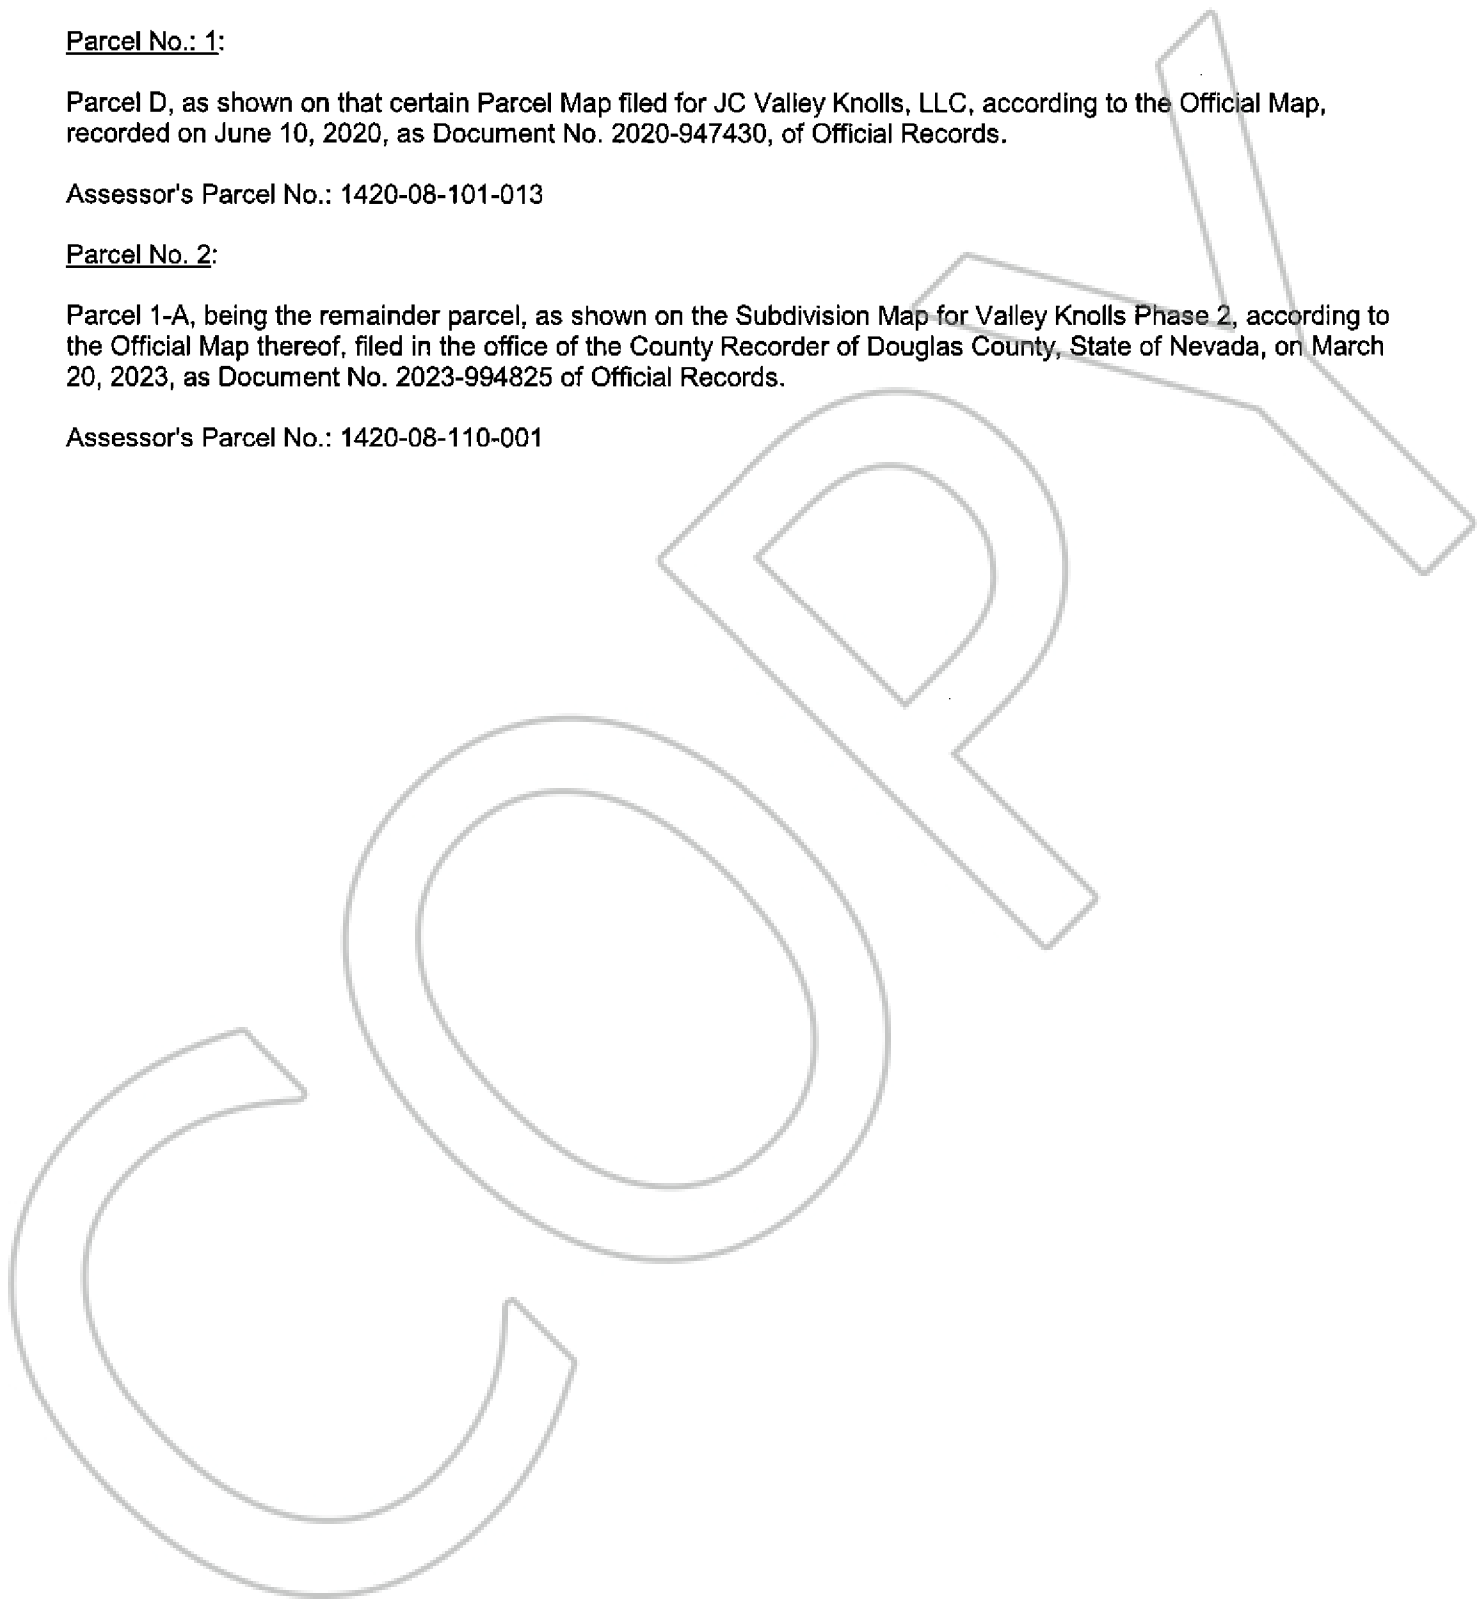 Parcel No.: 1:
Parcel D, as shown on that certain Parcel Map filed for JC Valley Knolls, LLC, according to the Official Map,
recorded on June 10, 2020, as Document No. 2020-947430, of Official Records.
Assessor's Parcel No.: 1420-08-101-013
Parcel No. 2:
Parcel 1-A, being the remainder parcel, as shown on the Subdivision Map for Valley Knolls Phase 2, according to
the Official Map thereof, filed in the office of the County Recorder of Douglas County, State of Nevada, on March
20, 2023, as Document No. 2023-994825 of Official Records.
Assessor's Parcel No.: 1420-08-110-001
COPY